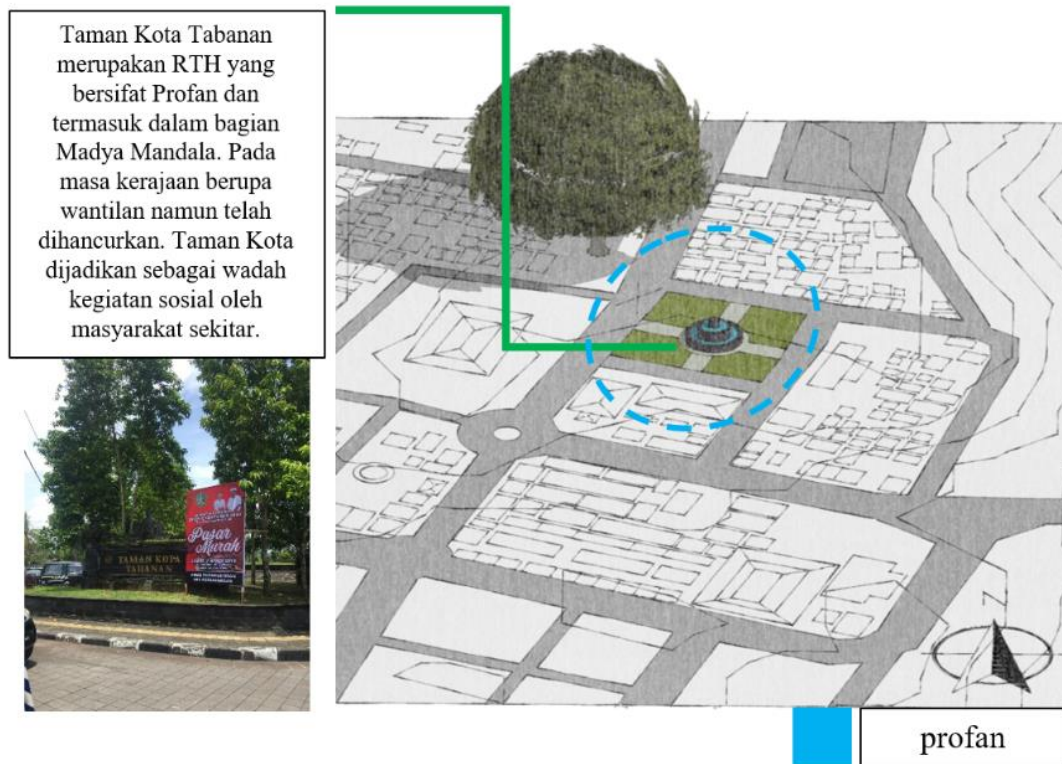 Taman Kota Tabanan
merupakan RTH yang
bersifat Profan dan
termasuk dalam bagian
Madya Mandala. Pada
masa kerajaan berupa
wantilan namun telah
dihancurkan. Taman Kota
dijadikan sebagai wadah
kegiatan sosial oleh
masyarakat sekitar.
Pasar
Murah
TAMAN KOTA
TABANAN
profan